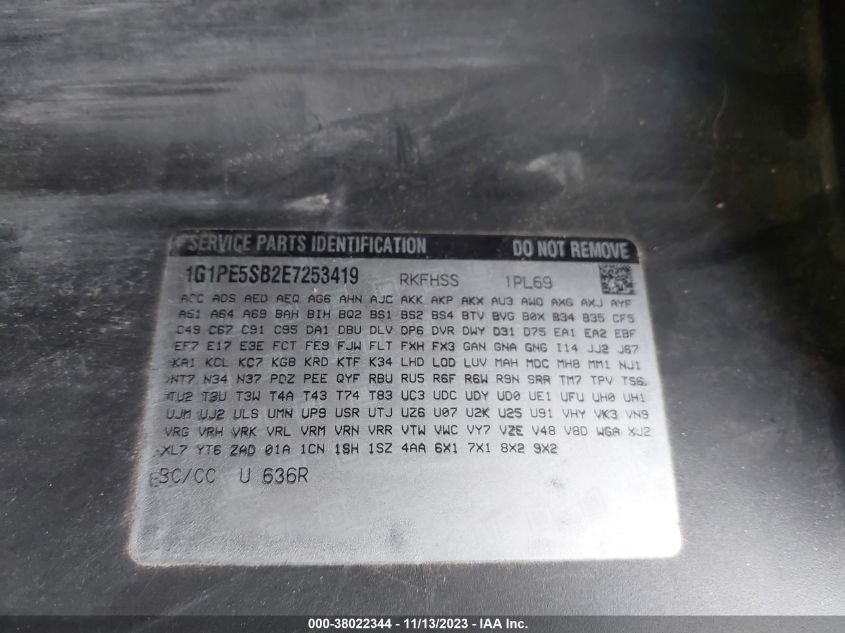 SERVICE PARTS IDENTIFICATION DO NOT REMOVE
1G1PE5SB2E7253419 RKFHSS 1PL69
ACC ADS AED AEQ AG6 AHN AJC AKK AKP AKX AU3 AWO AXG AXJ AYF
A51 A64 A69 BAH BIH BQ2 BS1 BS2 BS4 BTV BVG B0X B34 B35 CF5
C49 C67 C91 C95 DA1 DBU DLV DP6 DVR DWY D31 D75 EA1 EA2 EBF
EF7 E17 E3E FCT FE9 FJW FLT FXH FX3 GAN GNA GNG I14 JJ2 J67
KA1 KCL KC7 KG8 KRD KTF K34 LHD LOD LUV MAH MDC MH8 MM1 NJ1
NT7 N34 N37 PDZ PEE QYF RBU RU5 R6F R6W R9N SRR TM7 TPV TS6
TU2 T3U T3W T4A T43 T74 T83 UC3 UDC UDY UD0 UE1 UFU UH0 UH1
UJM UJ2 ULS UMN UP9 USR UTJ UZ6 U07 U2K U25 U91 VHY VK3 VN9
VRG VRH VRK VRL VRM VRN VRR VTW VWC VY7 VZE V48 V8D WGA XJ2
XL7 YT6 ZAD 01A 1CN 1SH 1SZ 4AA 6X1 7X1 8X2 9X2
BC/CC U 636R
000-38022344 | 11/13/2023 - IAA Inc.